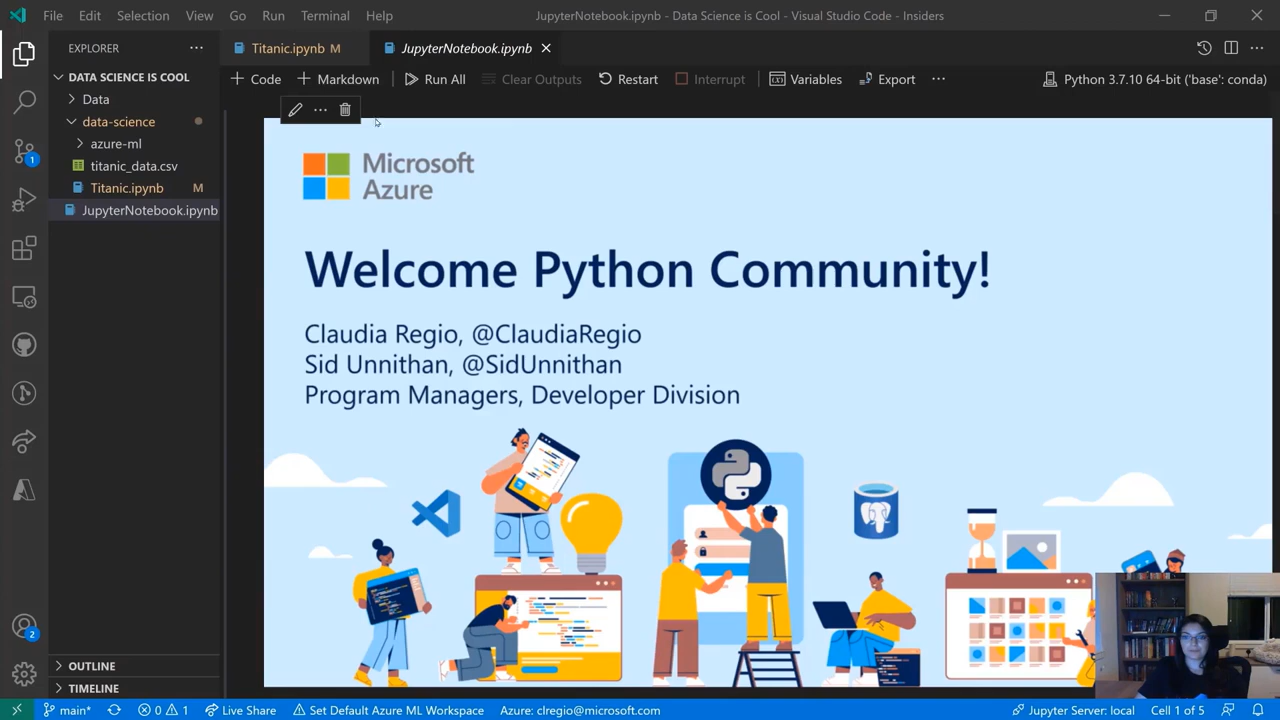 File Edit Selection View Go Run Terminal Help
JupyterNotebook.ipynb - Data Science is Cool - Visual Studio Code - Insiders
EXPLORER
Titanic.ipynb M
JupyterNotebook.ipynb
DATA SCIENCE IS COOL
Code Markdown Run All Clear Outputs Restart Interrupt Variables Export Python 3.7.10 64-bit ('base': conda)
Data
data-science
azure-ml
titanic_data.csv
Titanic.ipynb M
JupyterNotebook.ipynb
1
2
Microsoft
Azure
Welcome Python Community!
Claudia Regio, @ClaudiaRegio
Sid Unnithan, @SidUnnithan
Program Managers, Developer Division
OUTLINE
TIMELINE
main* 0 1 Live Share Set Default Azure ML Workspace Azure: clregio@microsoft.com Jupyter Server: local Cell 1 of 5